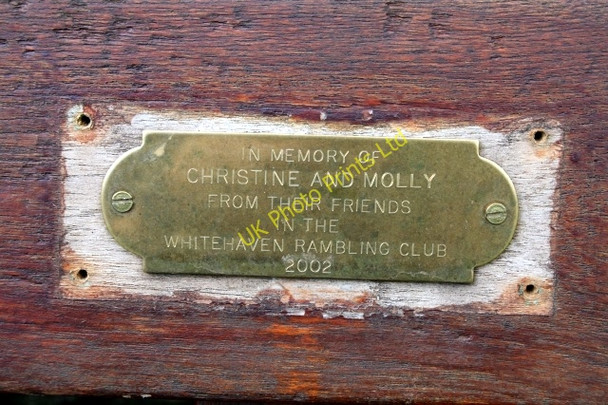 IN MEMORY OF
CHRISTINE AND MOLLY
FROM THEIR FRIENDS
IN THE
WHITEHAVEN RAMBLING CLUB
2002
UK Photo Prints Ltd